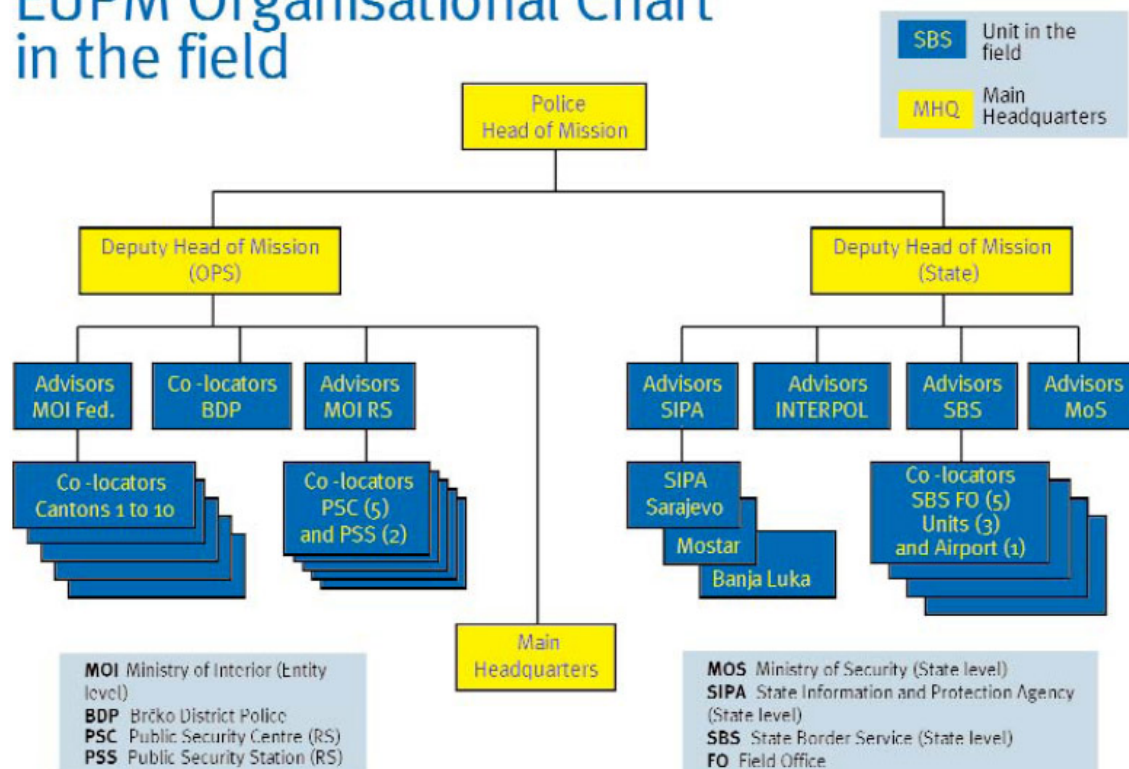 EUPM Organisational Chart
in the field
SBS
Unit in the
field
MHQ
Main
Headquarters
Police
Head of Mission
Deputy Head of Mission
(OPS)
Deputy Head of Mission
(State)
Advisors
MOI Fed.
Co -locators
BDP
Advisors
MOI RS
Advisors
SIPA
Advisors
INTERPOL
Advisors
SBS
Advisors
MoS
Co -locators
Cantons 1 to 10
Co -locators
PSC (5)
and PSS (2)
SIPA
Sarajevo
Mostar
Banja Luka
Co -locators
SBS FO (5)
Units (3)
and Airport (1)
Main
Headquarters
MOI Ministry of Interior (Entity
level)
BDP Brčko District Police
PSC Public Security Centre (RS)
PSS Public Security Station (RS)
MOS Ministry of Security (State level)
SIPA State Information and Protection Agency
(State level)
SBS State Border Service (State level)
FO Field Office